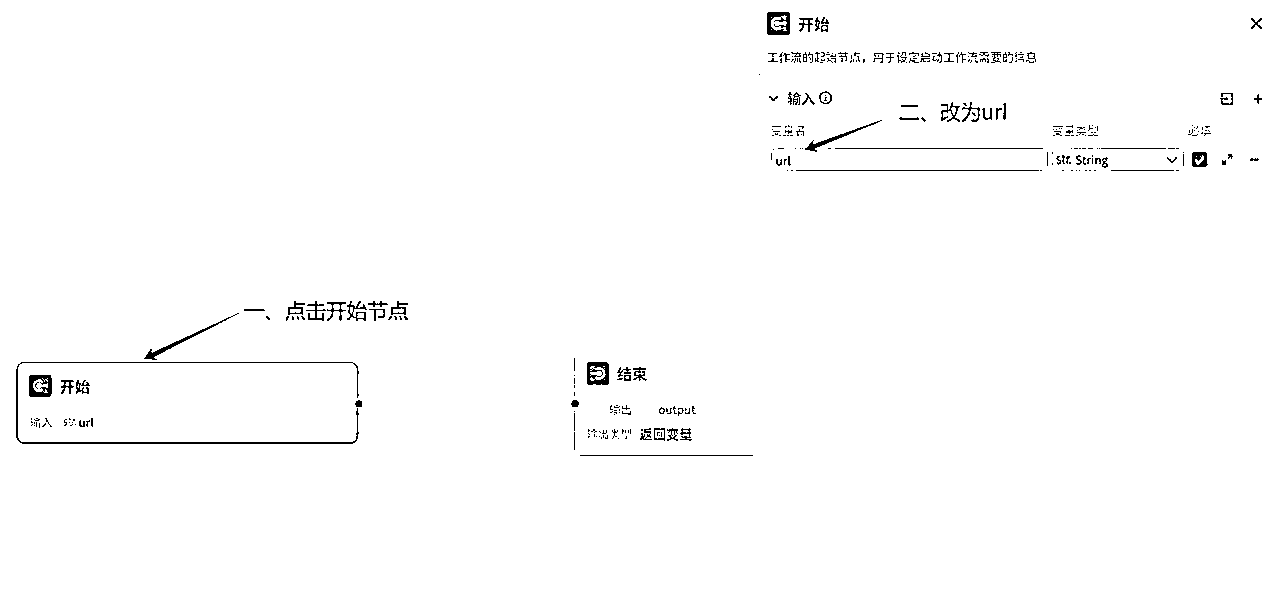 开始
工作流的起始节点，用于设定启动工作流需要的信息
输入
二、改为url
变量名
变量类型
必填
url
str. String
一、点击开始节点
开始
输入 str. url
结束
输出 output
输出类型 返回变量